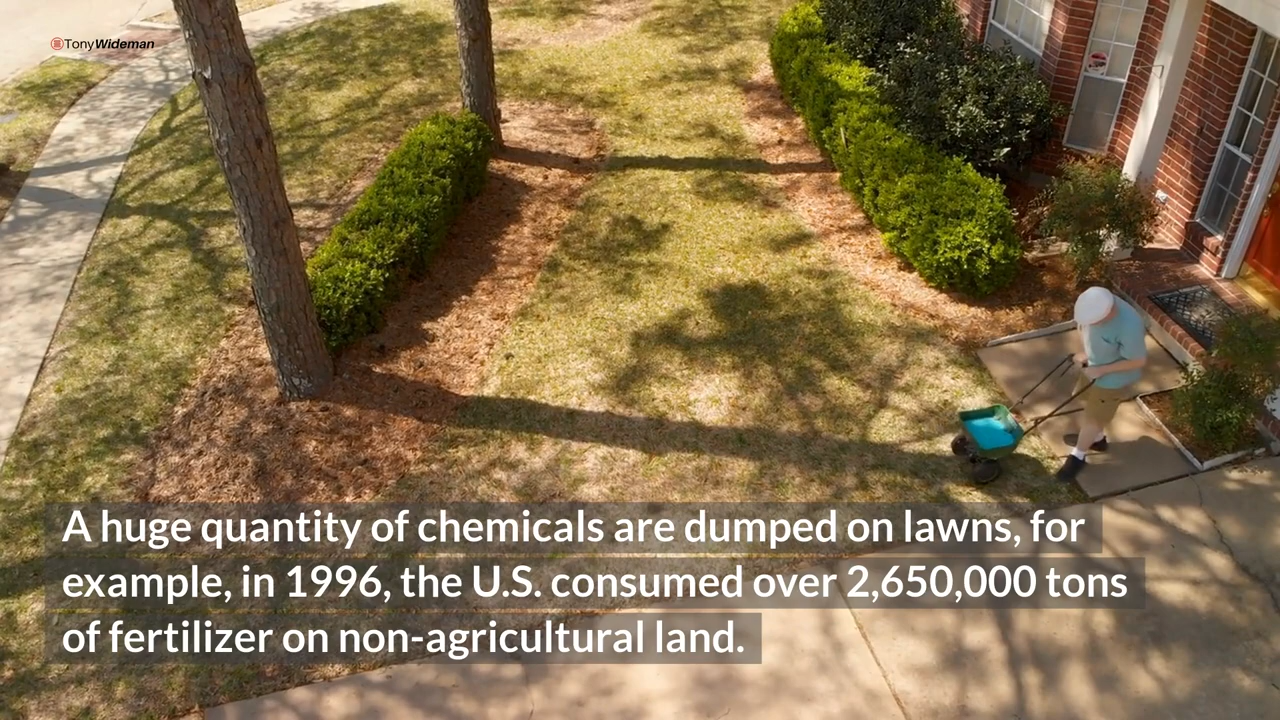 TonyWideman
A huge quantity of chemicals are dumped on lawns, for
example, in 1996, the U.S. consumed over 2,650,000 tons
of fertilizer on non-agricultural land.